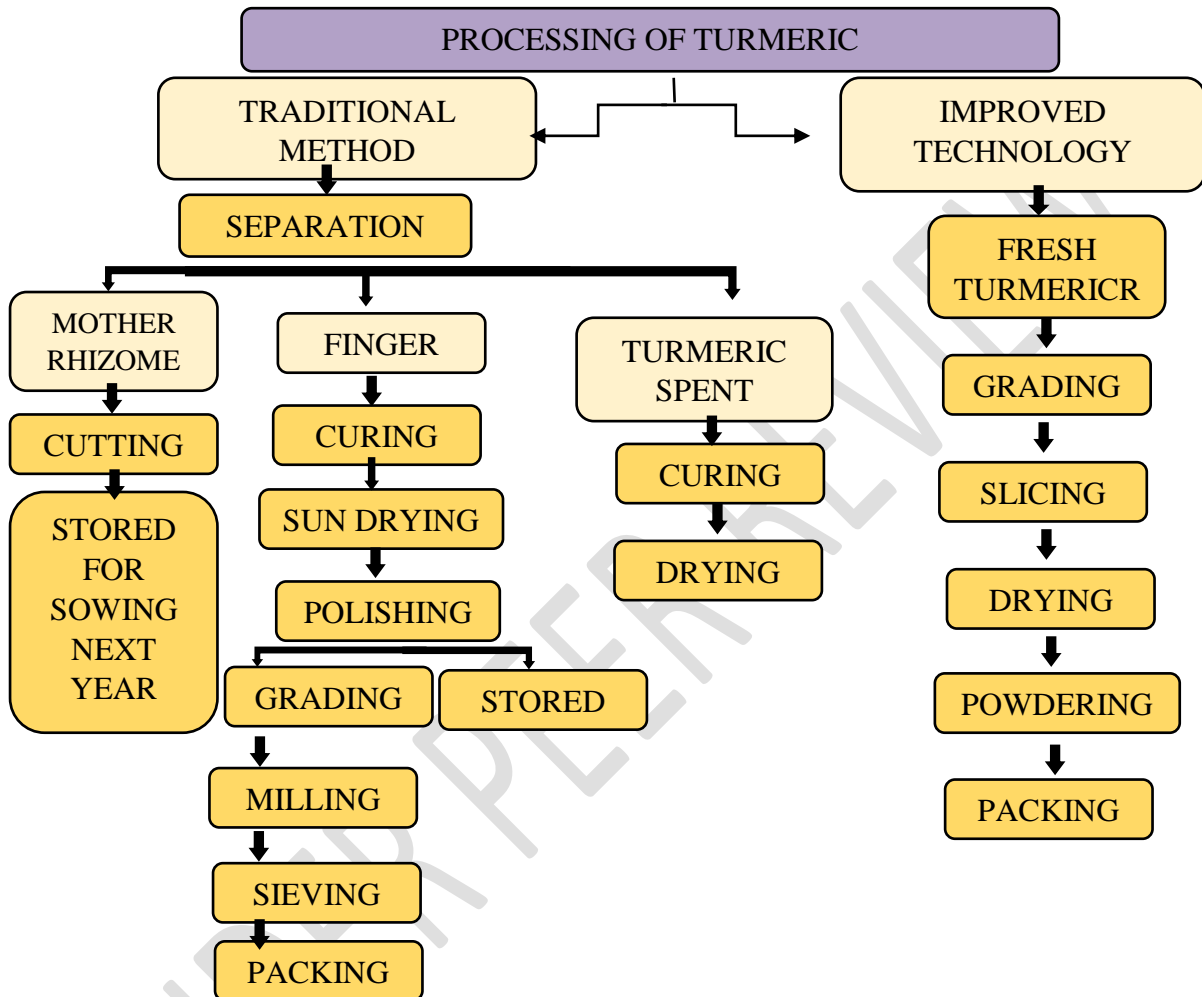 PROCESSING OF TURMERIC
TRADITIONAL
METHOD
SEPARATION
MOTHER
RHIZOME
CUTTING
STORED
FOR
SOWING
NEXT
YEAR
FINGER
CURING
SUN DRYING
POLISHING
GRADING
STORED
MILLING
SIEVING
PACKING
TURMERIC
SPENT
CURING
DRYING
IMPROVED
TECHNOLOGY
FRESH
TURMERICR
GRADING
SLICING
DRYING
POWDERING
PACKING